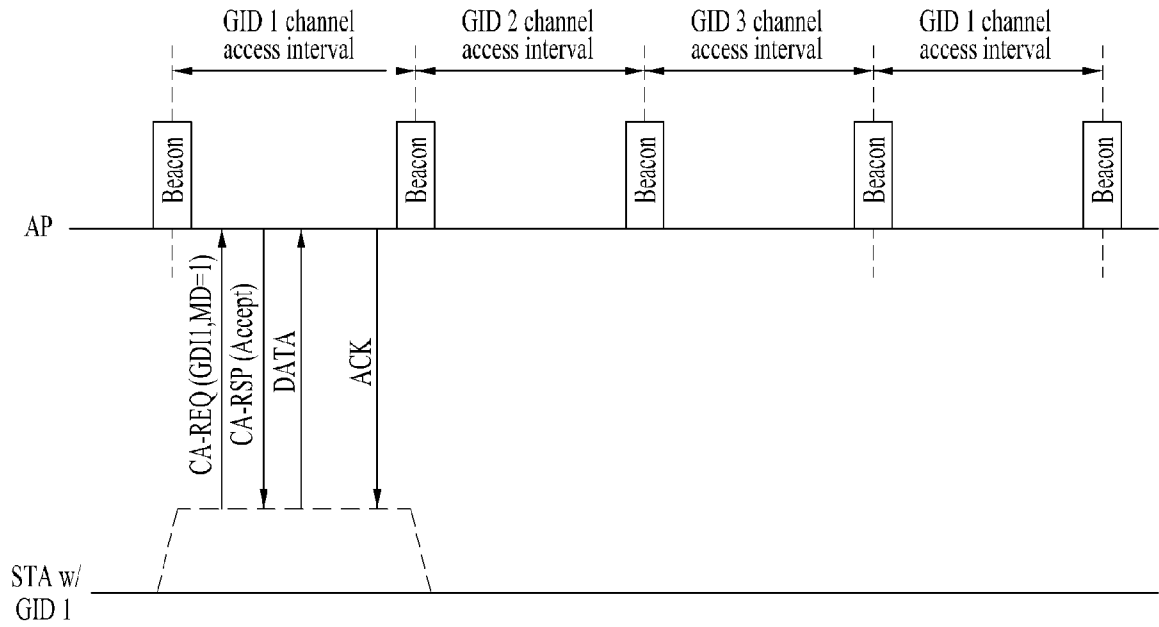 GID 1 channel
access interval
GID 2 channel
access interval
GID 3 channel
access interval
GID 1 channel
access interval
Beacon
Beacon
Beacon
Beacon
Beacon
AP
CA-REQ (GDI1,MD=1)
CA-RSP (Accept)
DATA
ACK
STA w/
GID 1